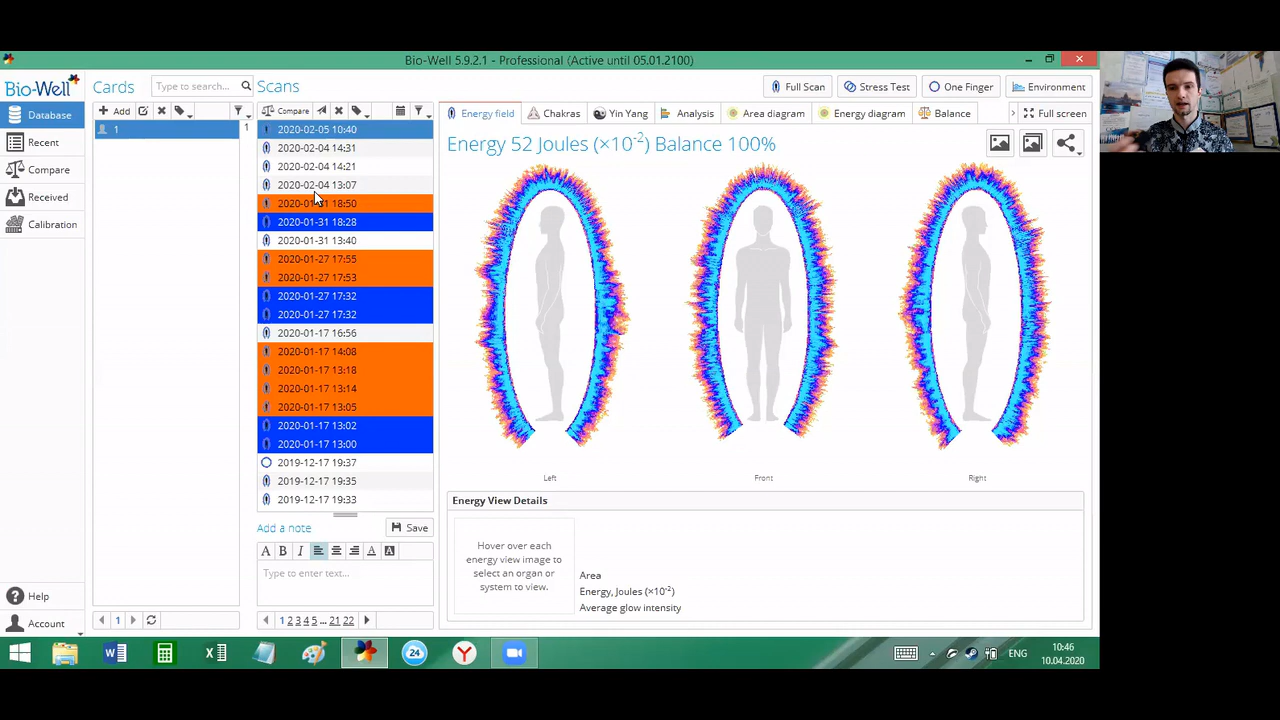 Bio-Well 5.9.2.1 - Professional (Active until 05.01.2100)
Bio-Well
Cards
Type to search...
Scans
Full Scan
Stress Test
One Finger
Environment
Database
Recent
Compare
Received
Calibration
Help
Account
Add
1
1
Compare
2020-02-05 10:40
2020-02-04 14:31
2020-02-04 14:21
2020-02-04 13:07
2020-01-31 18:50
2020-01-31 18:28
2020-01-31 13:40
2020-01-27 17:55
2020-01-27 17:53
2020-01-27 17:32
2020-01-27 17:32
2020-01-17 16:56
2020-01-17 14:08
2020-01-17 13:18
2020-01-17 13:14
2020-01-17 13:05
2020-01-17 13:02
2020-01-17 13:00
2019-12-17 19:37
2019-12-17 19:35
2019-12-17 19:33
Add a note
Save
A B I A A
Type to enter text...
1
1 2 3 4 5 ... 21 22
Energy field
Chakras
Yin Yang
Analysis
Area diagram
Energy diagram
Balance
Full screen
Energy 52 Joules (×10⁻²) Balance 100%
Left
Front
Right
Energy View Details
Hover over each
energy view image to
select an organ or
system to view.
Area
Energy, Joules (×10⁻²)
Average glow intensity
24
ENG
10:46
10.04.2020